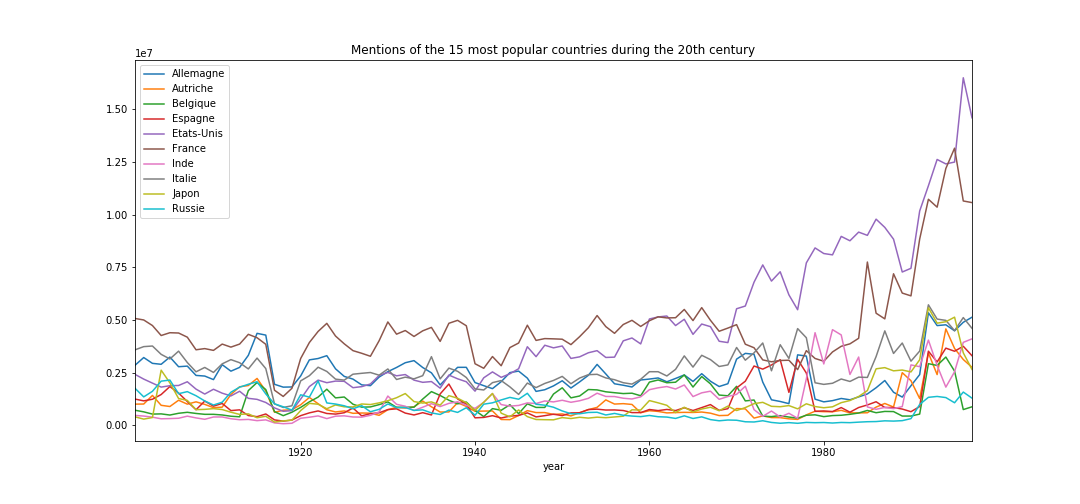 Mentions of the 15 most popular countries during the 20th century
1e7
Allemagne
Autriche
Belgique
Espagne
Etats-Unis
France
Inde
Italie
Japon
Russie
1.50
1.25
1.00
0.75
0.50
0.25
0.00
1920 1940 1960 1980
year